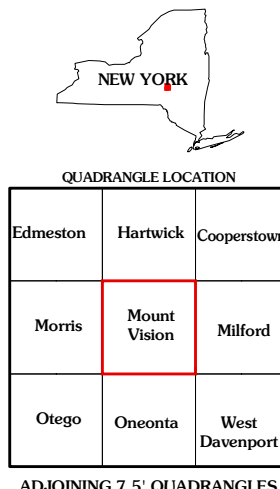 NEW YORK
QUADRANGLE LOCATION
Edmeston Hartwick Cooperstown
Morris Mount Vision Milford
Otego Oneonta West Davenport
ADJOINING 7.5' QUADRANGLES